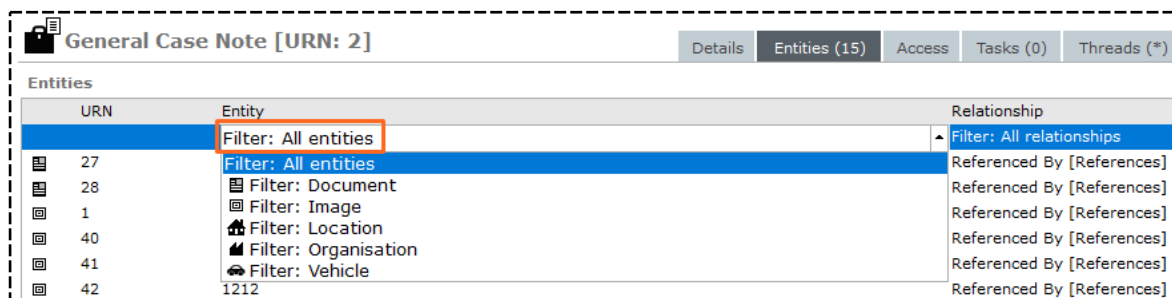 General Case Note [URN: 2]
Details Entities (15) Access Tasks (0) Threads (*)
Entities
URN Entity Relationship
Filter: All entities Filter: All relationships
Filter: All entities
27 Referenced By [References]
Filter: Document
28 Referenced By [References]
Filter: Image
1 Referenced By [References]
Filter: Location
40 Referenced By [References]
Filter: Organisation
41 Referenced By [References]
Filter: Vehicle
42 1212 Referenced By [References]